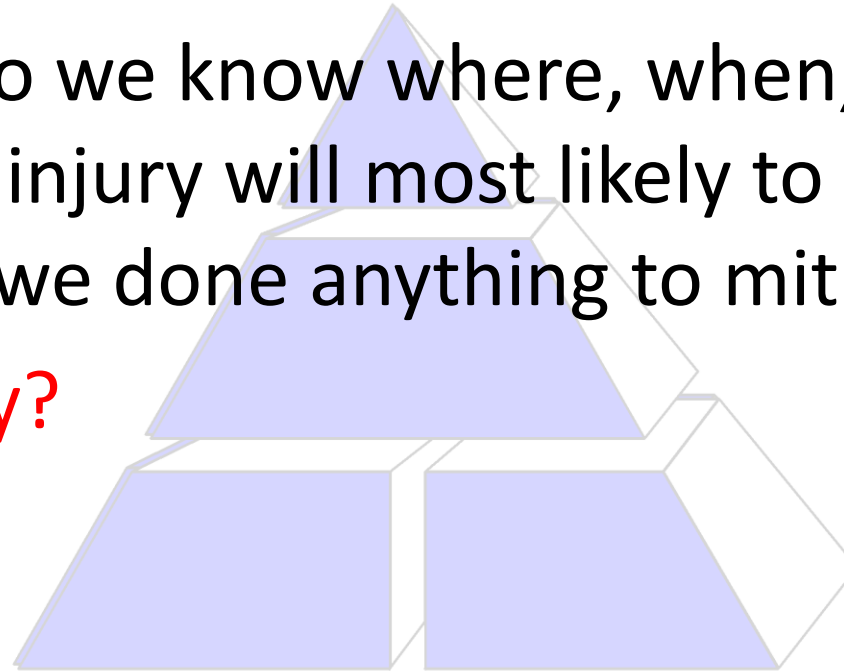 o we know where, when,
injury will most likely to
we done anything to mit
y?